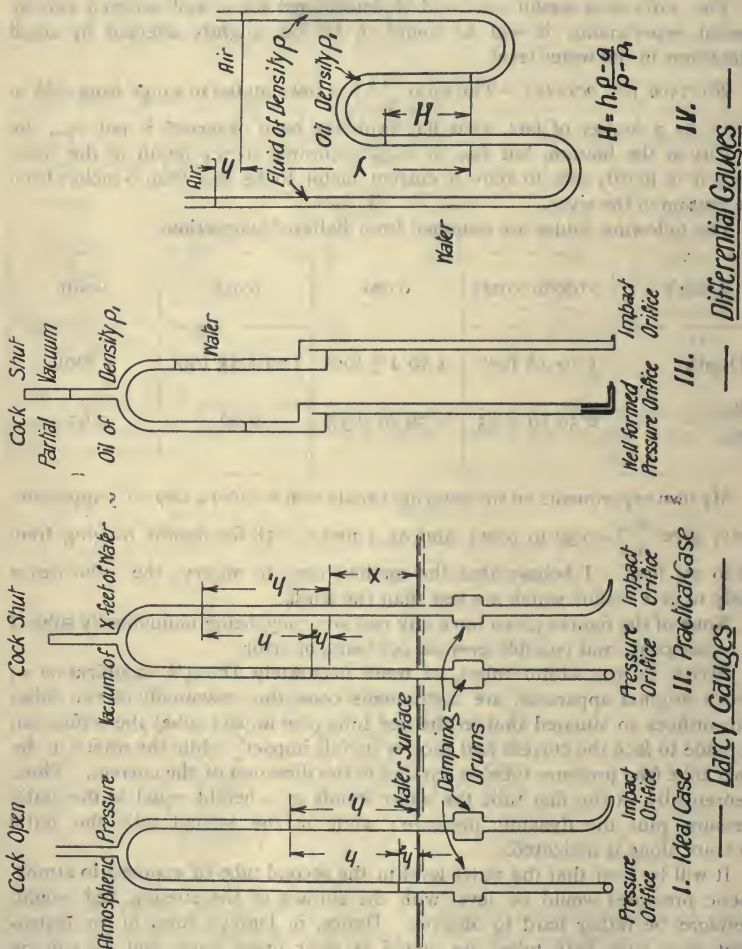 Cock Open
Atmospheric Pressure
h
h
Pressure Orifice
Impact Orifice
I. Ideal Case
Cock Shut
Vacuum of x feet of Water
h
x
Water Surface
Damping Drums
Pressure Orifice
Impact Orifice
II. Practical Case
Darcy Gauges
Cock Shut
Partial Vacuum
Oil of Density ρ₁
Water
Well formed Pressure Orifice
Impact Orifice
III.
Air
h
Air
Fluid of Density ρ
Oil Density ρ₁
H
Water
H = h.
ρ - ρ₁
IV.
Differential Gauges